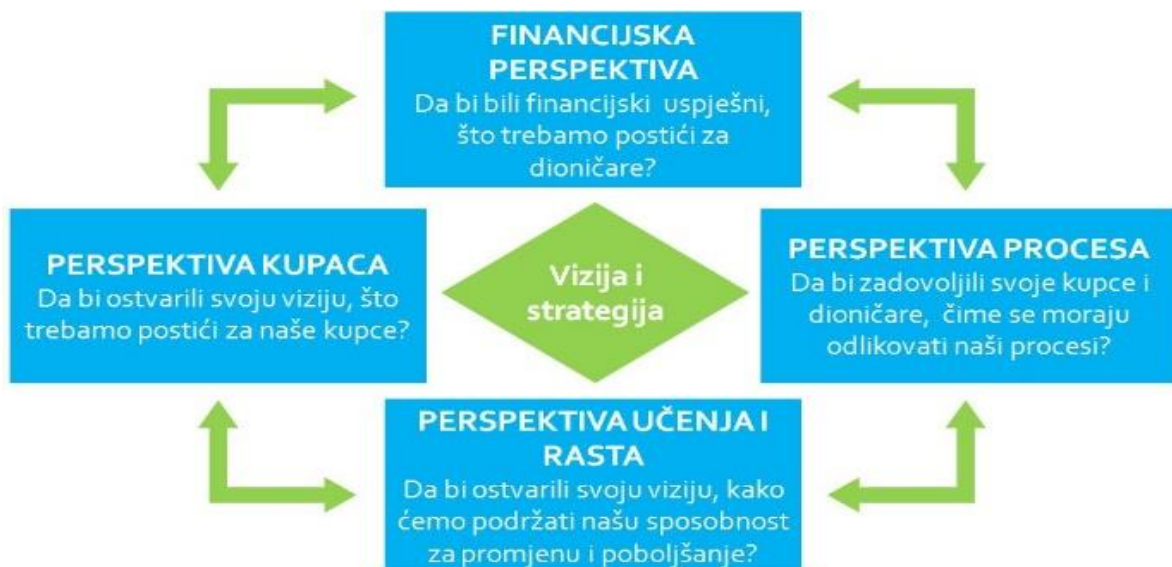 FINANCIJSKA
PERSPEKTIVA
Da bi bili financijski uspješni,
što trebamo postići za
dioničare?
PERSPEKTIVA KUPACA
Da bi ostvarili svoju viziju, što
trebamo postići za naše kupce?
Vizija i
strategija
PERSPEKTIVA PROCESA
Da bi zadovoljili svoje kupce i
dioničare, čime se moraju
odlikovati naši procesi?
PERSPEKTIVA UČENJA I
RASTA
Da bi ostvarili svoju viziju, kako
ćemo podržati našu sposobnost
za promjenu i poboljšanje?